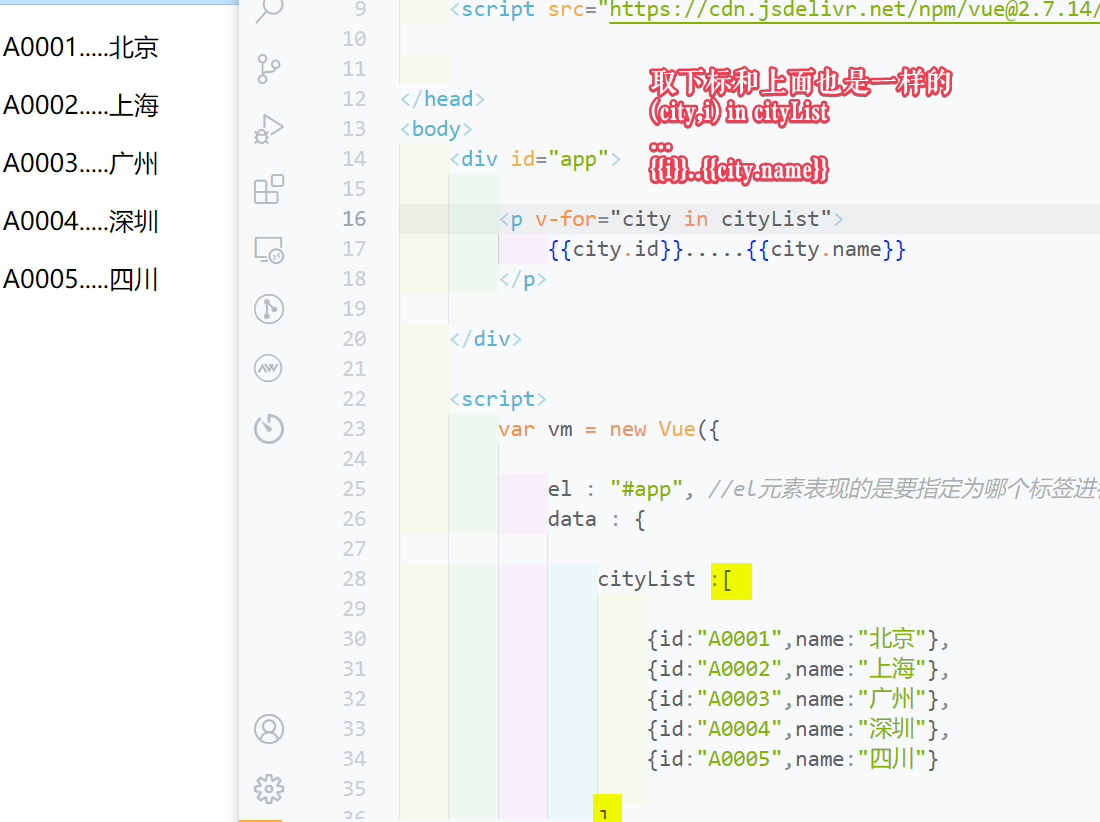 A0001.....北京
A0002.....上海
A0003.....广州
A0004.....深圳
A0005.....四川
9 <script src="https://cdn.jsdelivr.net/npm/vue@2.7.14/
10
11
12 </head>
13 <body>
14 <div id="app">
15
16 <p v-for="city in cityList">
17 {{city.id}}.....{{city.name}}
18 </p>
19
20 </div>
21
22 <script>
23 var vm = new Vue({
24
25 el : "#app", //el元素表现的是要指定为哪个标签进行
26 data : {
27
28 cityList :[
29
30 {id:"A0001",name:"北京"},
31 {id:"A0002",name:"上海"},
32 {id:"A0003",name:"广州"},
33 {id:"A0004",name:"深圳"},
34 {id:"A0005",name:"四川"}
35
36 ]
取下标和上面也是一样的
(city,i) in cityList
...
{{i}}..{{city.name}}